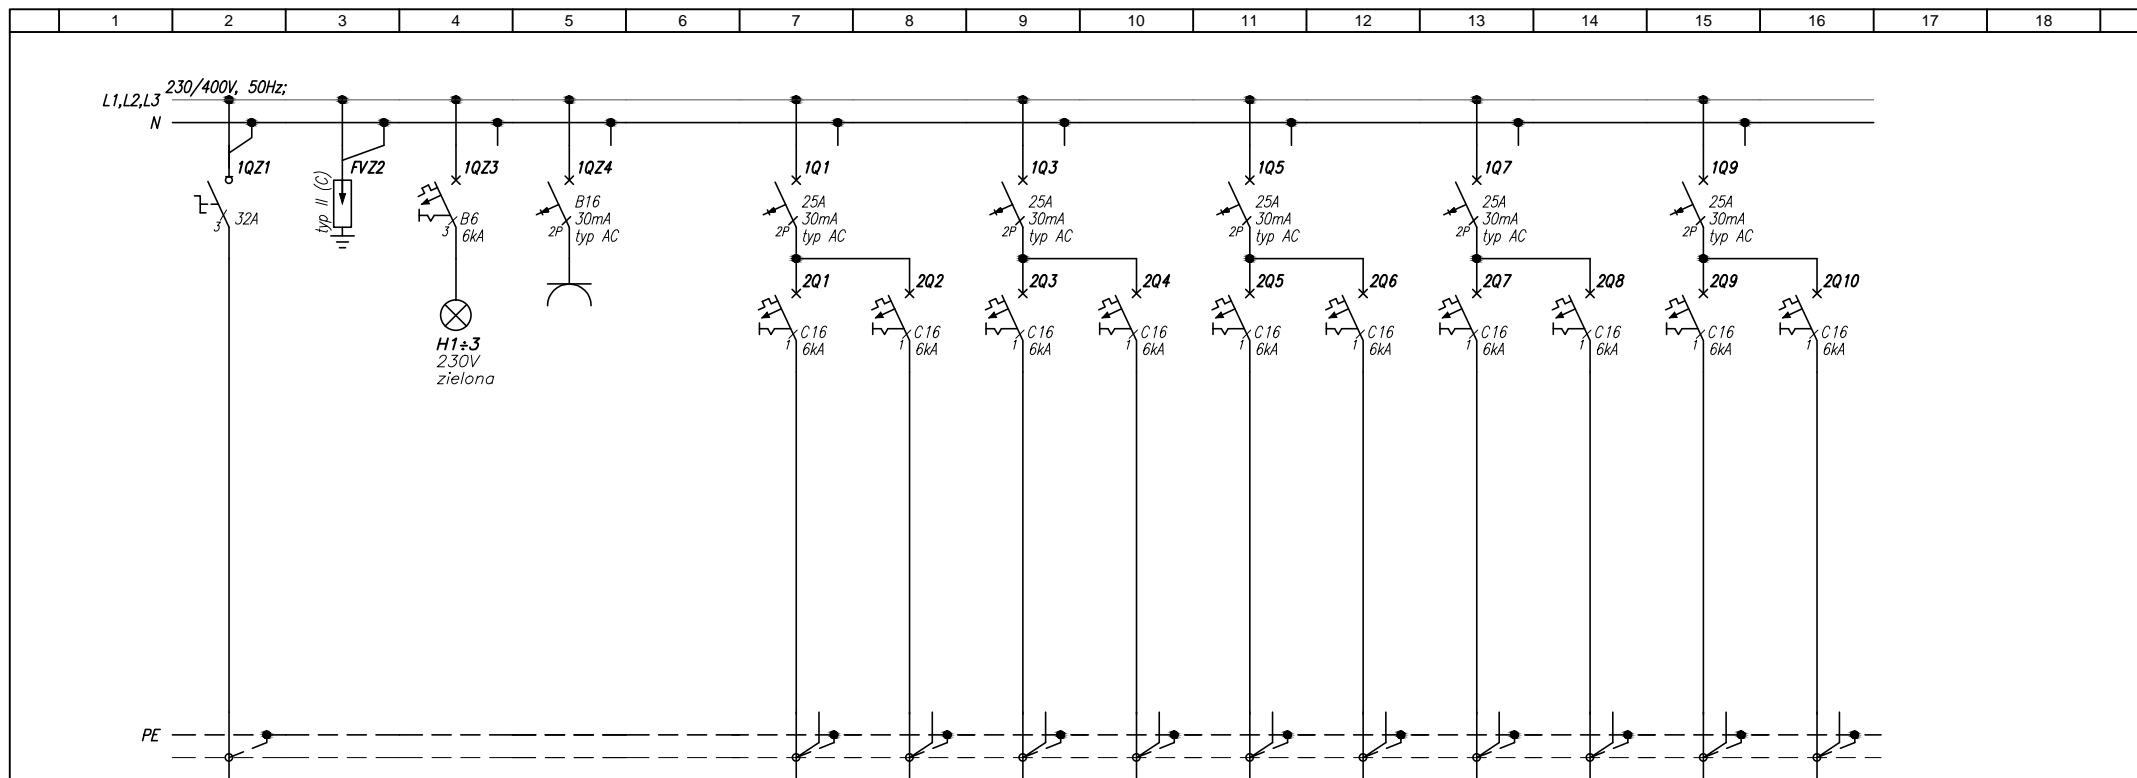 1 2 3 4 5 6 7 8 9 10 11 12 13 14 15 16 17 18
230/400V, 50Hz;
L1,L2,L3
N
1QZ1 FVZ2 1QZ3 1QZ4 1Q1 1Q3 1Q5 1Q7 1Q9
typ II (C)
32A
3
B6
6kA
3
B16
30mA
typ AC
2P
25A
30mA
typ AC
2P
25A
30mA
typ AC
2P
25A
30mA
typ AC
2P
25A
30mA
typ AC
2P
25A
30mA
typ AC
2P
2Q1 2Q2 2Q3 2Q4 2Q5 2Q6 2Q7 2Q8 2Q9 2Q10
C16 C16 C16 C16 C16 C16 C16 C16 C16 C16
1 1 1 1 1 1 1 1 1 1
6kA 6kA 6kA 6kA 6kA 6kA 6kA 6kA 6kA 6kA
H1÷3
230V
zielona
PE